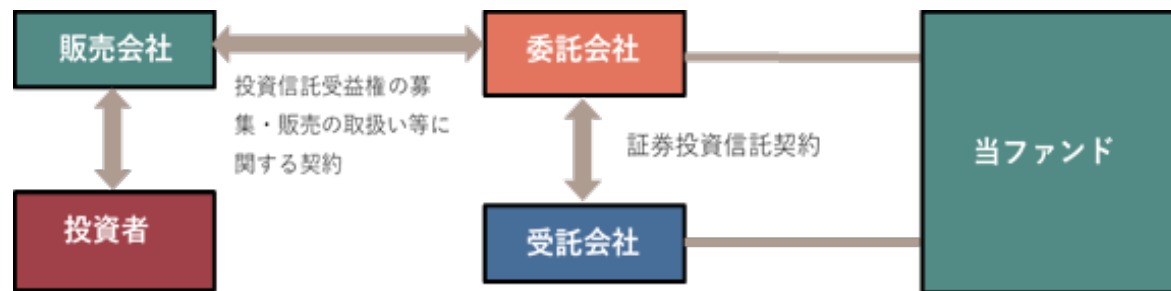 販売会社
委託会社
投資信託受益権の募
集・販売の取扱い等に
関する契約
証券投資信託契約
当ファンド
投資者
受託会社